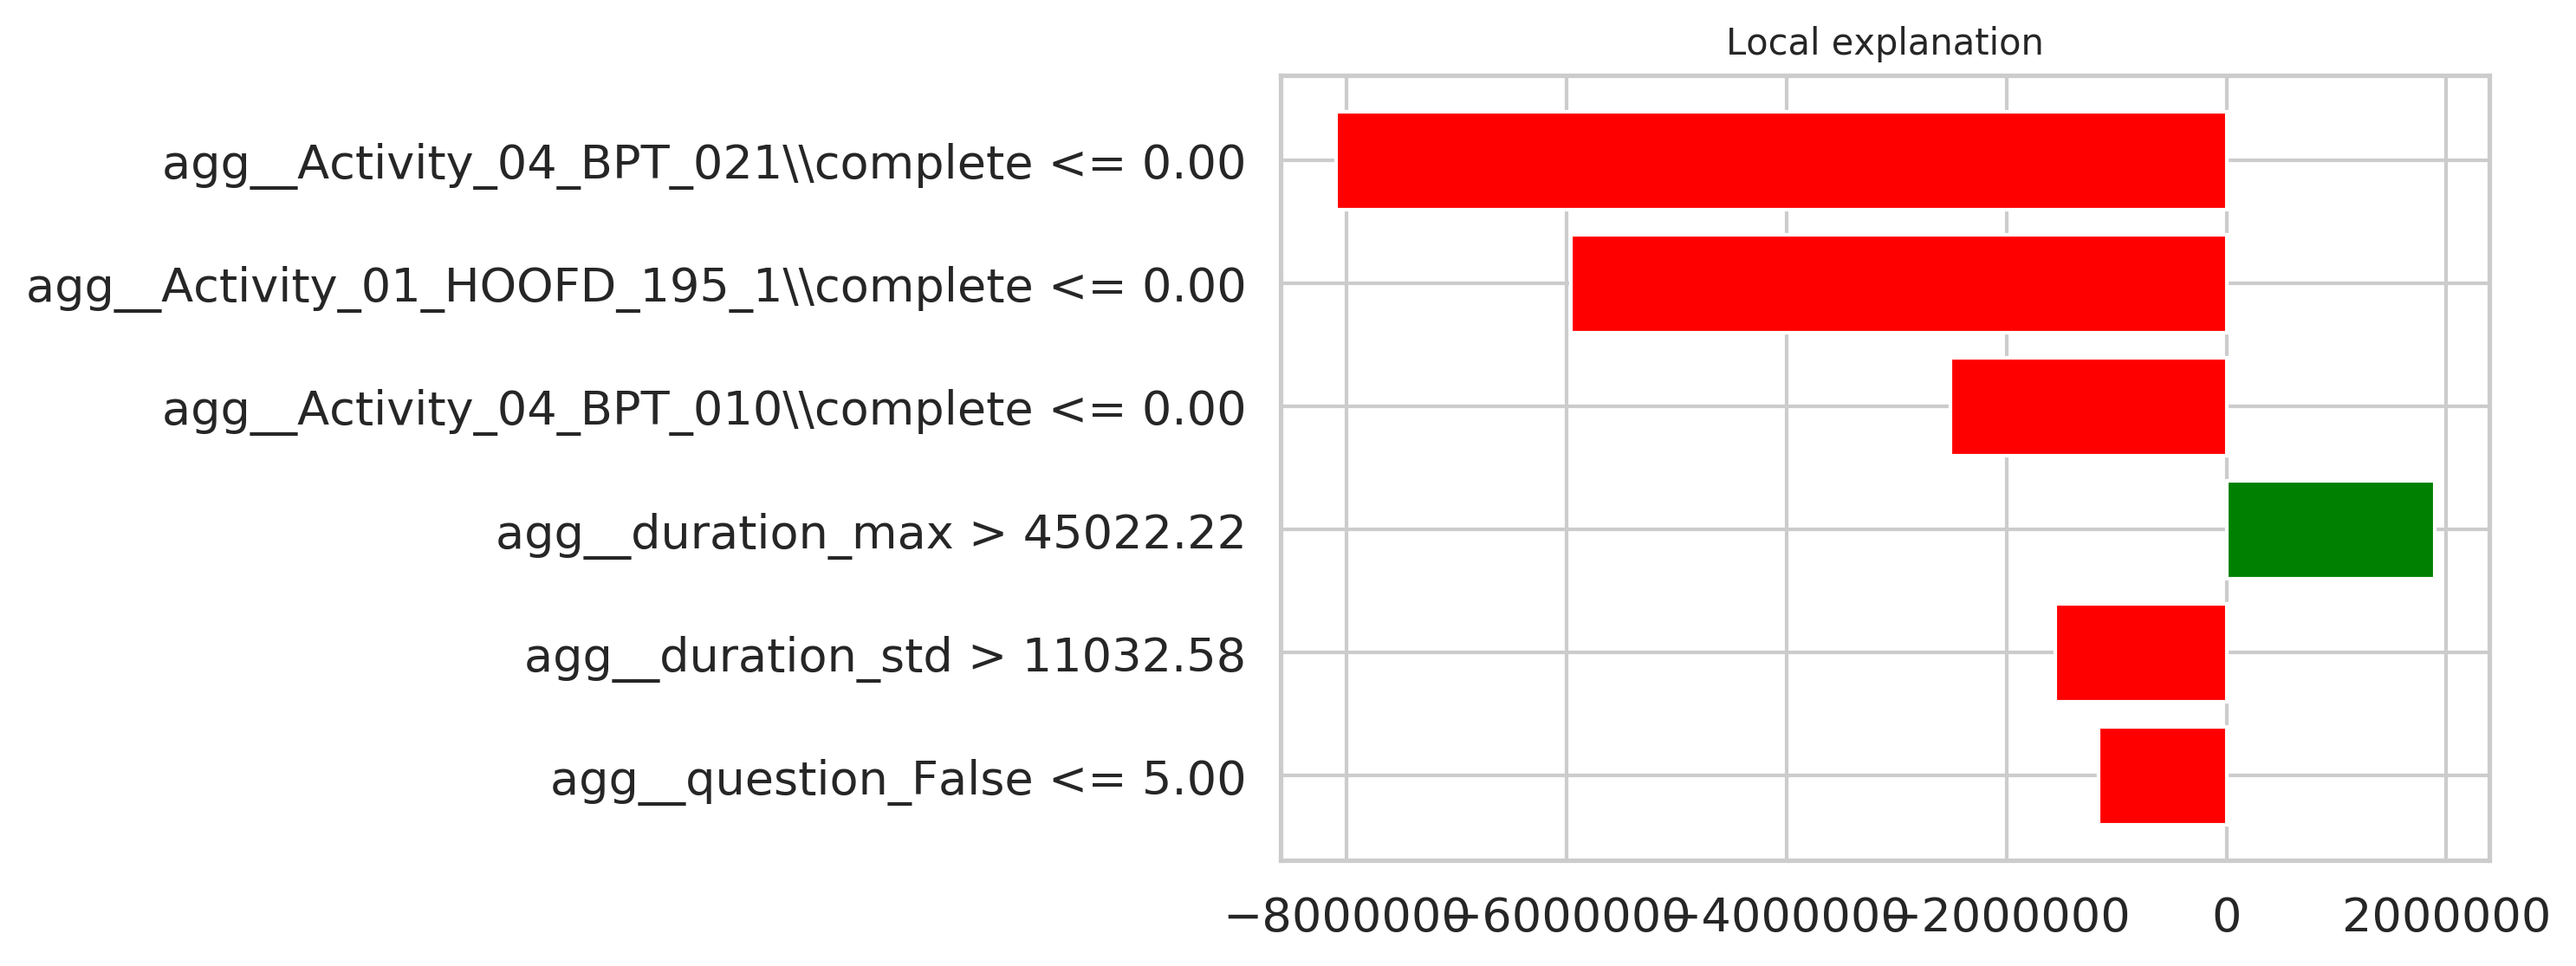 Local explanation
agg__Activity_04_BPT_021\\complete <= 0.00
agg__Activity_01_HOOFD_195_1\\complete <= 0.00
agg__Activity_04_BPT_010\\complete <= 0.00
agg__duration_max > 45022.22
agg__duration_std > 11032.58
agg__question_False <= 5.00
−8000000 −6000000 −4000000 −2000000 0 2000000